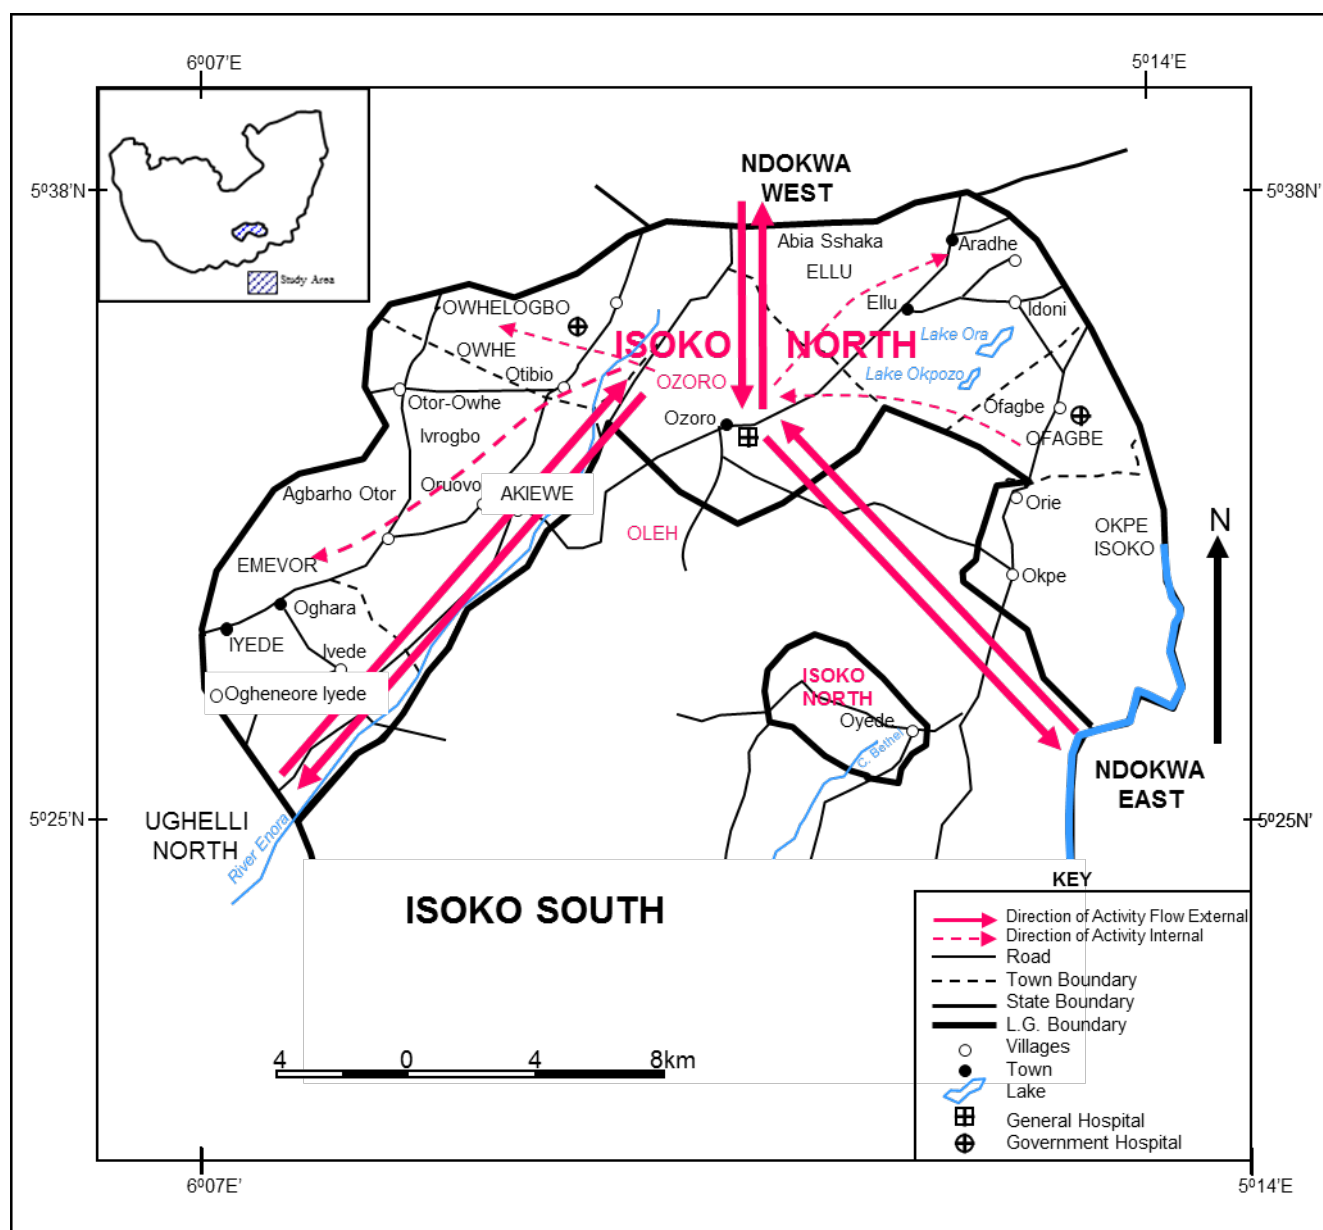 6⁰07’E
5⁰14’E
5⁰38’N
5⁰38’N’
Study Area
NDOKWA
WEST
Abia Sshaka
ELLU
Aradhe
Ellu
Idoni
Lake Ora
Lake Okpozo
OWHELOGBO
OWHE
Otibio
Otor-Owhe
Ivrogbo
ISOKO NORTH
OZORO
Ozoro
Ofagbe
OFAGBE
Agbarho Otor
Oruovo
AKIEWE
OLEH
Orie
OKPE
ISOKO
Okpe
N
EMEVOR
Oghara
IYEDE
Ivede
Ogheneore Iyede
ISOKO
NORTH
Oyede
C. Bethel
NDOKWA
EAST
5⁰25’N
5⁰25N’
UGHELLI
NORTH
River Enora
ISOKO SOUTH
KEY
Direction of Activity Flow External
Direction of Activity Internal
Road
Town Boundary
State Boundary
L.G. Boundary
Villages
Town
Lake
General Hospital
Government Hospital
4 0 4 8km
6⁰07’E’
5⁰14’E